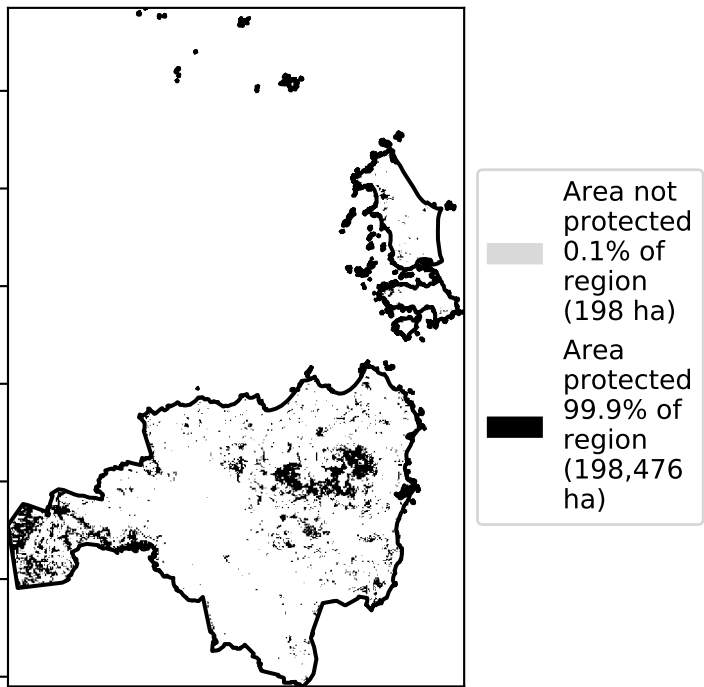 Area not
protected
0.1% of
region
(198 ha)
Area
protected
99.9% of
region
(198,476
ha)